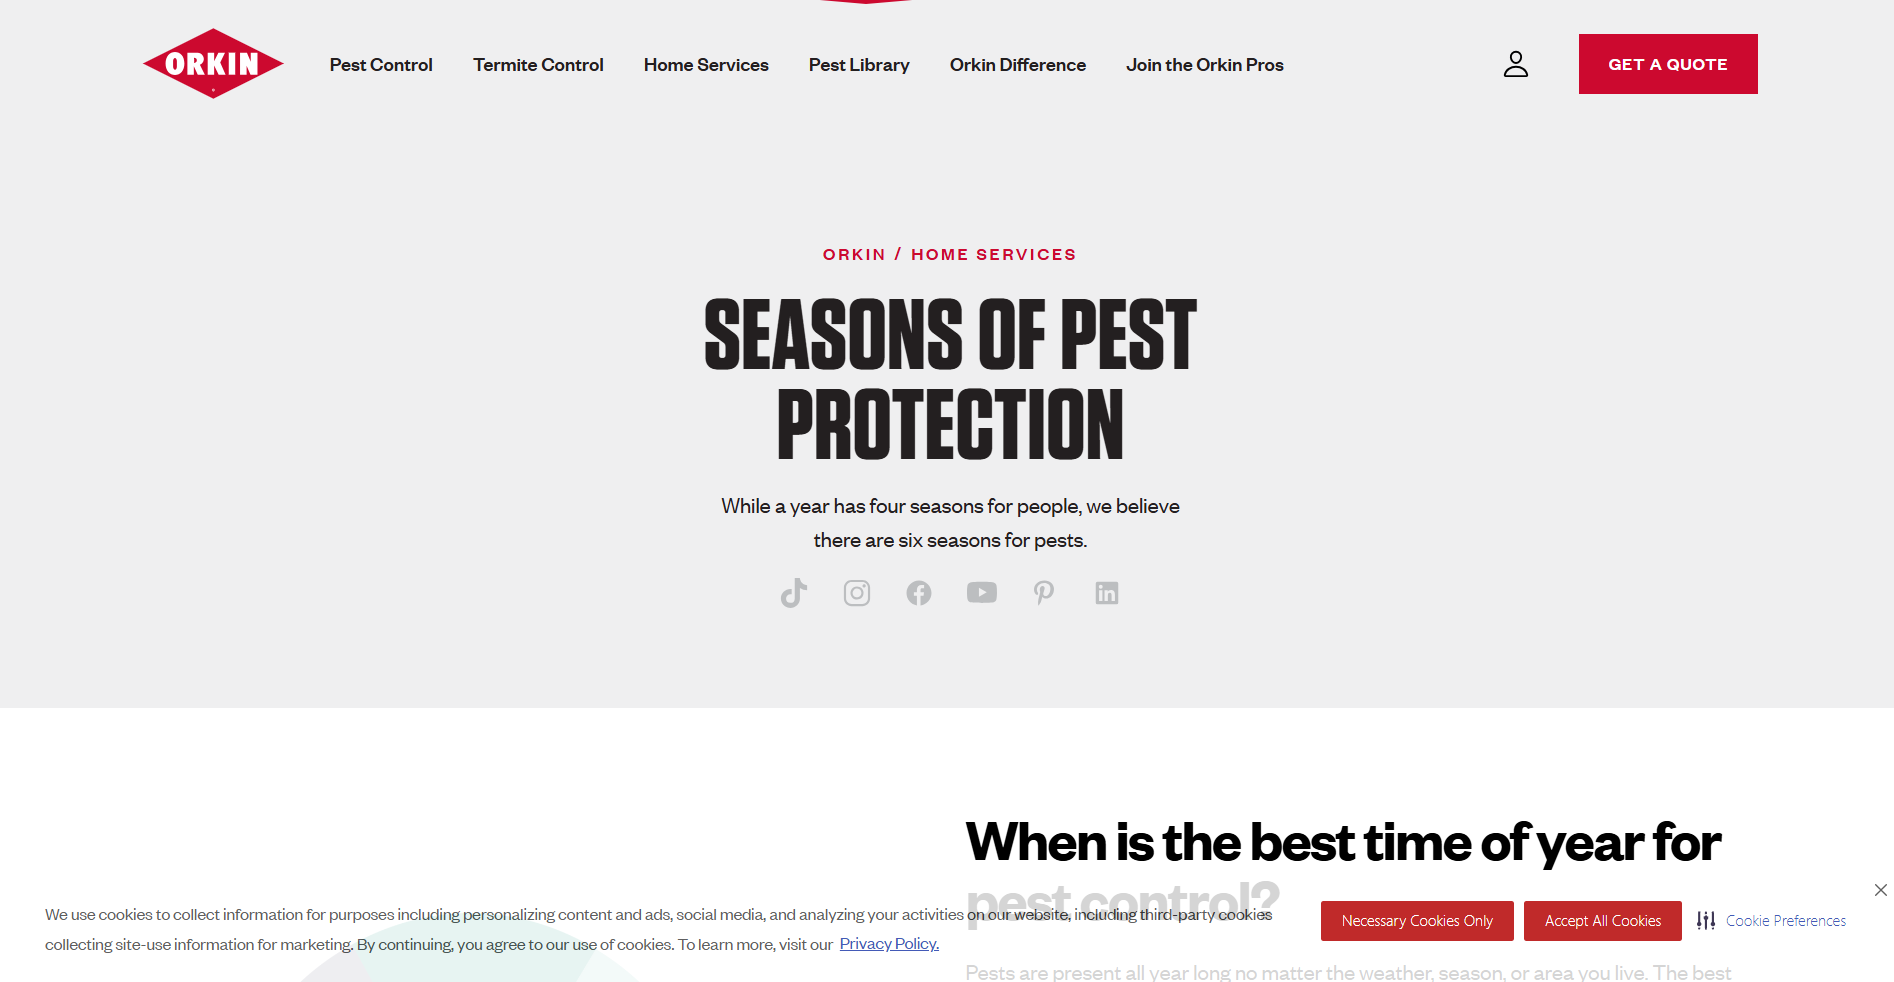 ORKIN
Pest Control
Termite Control
Home Services
Pest Library
Orkin Difference
Join the Orkin Pros
GET A QUOTE
ORKIN / HOME SERVICES
SEASONS OF PEST
PROTECTION
While a year has four seasons for people, we believe
there are six seasons for pests.
When is the best time of year for
pest control?
We use cookies to collect information for purposes including personalizing content and ads, social media, and analyzing your activities on our website, including third-party cookies
collecting site-use information for marketing. By continuing, you agree to our use of cookies. To learn more, visit our Privacy Policy.
Necessary Cookies Only
Accept All Cookies
Cookie Preferences
Pests are present all year long no matter the weather, season, or area you live. The best